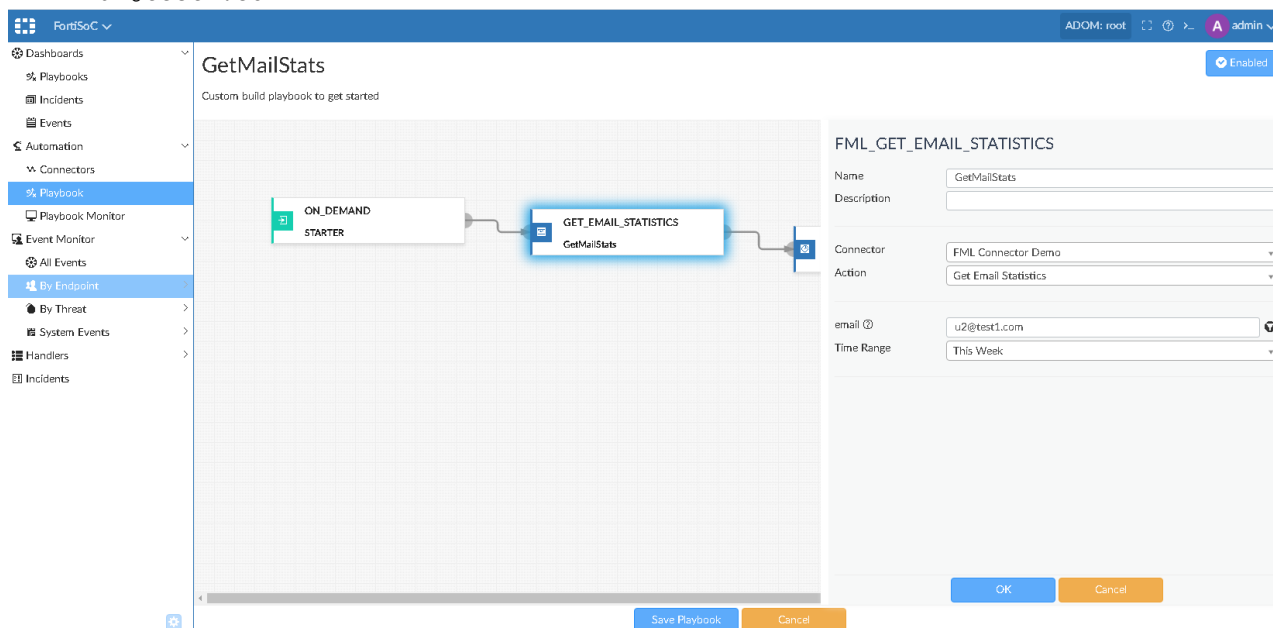 FortiSoC
ADOM: root
A admin
Dashboards
Playbooks
Incidents
Events
Automation
Connectors
Playbook
Playbook Monitor
Event Monitor
All Events
By Endpoint
By Threat
System Events
Handlers
Incidents
GetMailStats
Enabled
Custom build playbook to get started
ON_DEMAND
STARTER
GET_EMAIL_STATISTICS
GetMailStats
FML_GET_EMAIL_STATISTICS
Name GetMailStats
Description
Connector FML Connector Demo
Action Get Email Statistics
email u2@test1.com
Time Range This Week
OK Cancel
Save Playbook Cancel